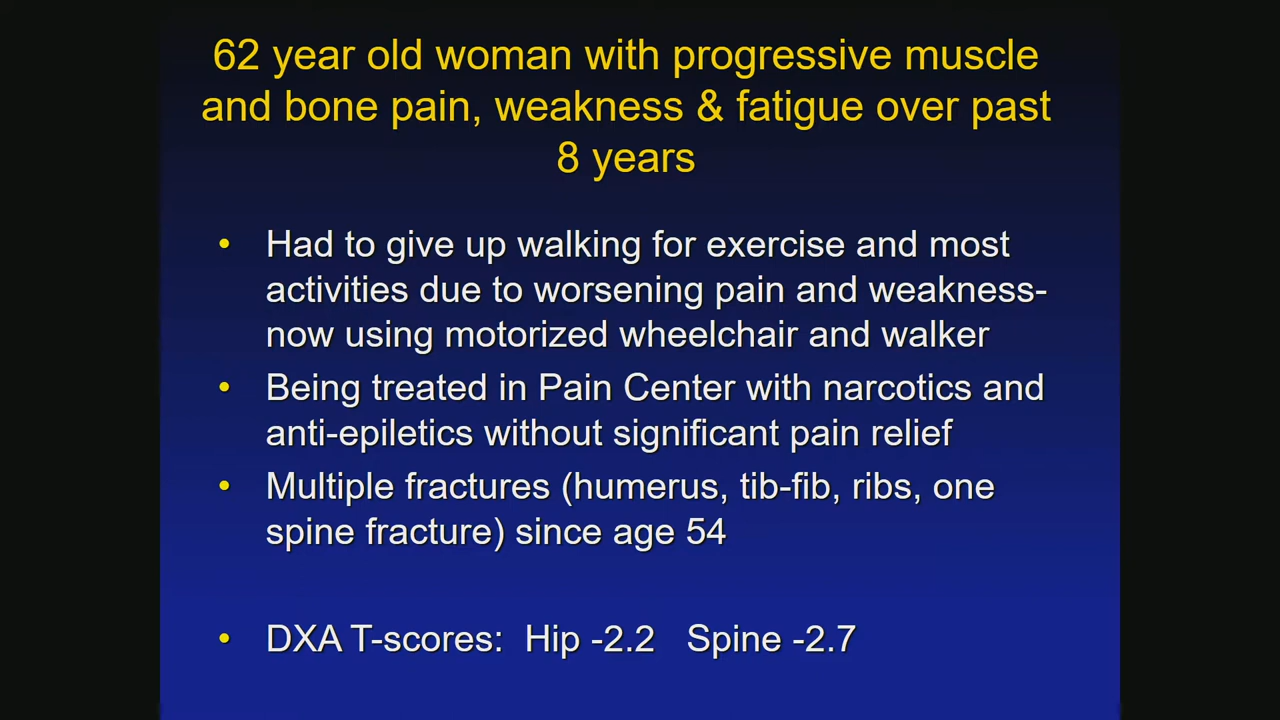 62 year old woman with progressive muscle
and bone pain, weakness & fatigue over past
8 years
• Had to give up walking for exercise and most
activities due to worsening pain and weakness-
now using motorized wheelchair and walker
• Being treated in Pain Center with narcotics and
anti-epiletics without significant pain relief
• Multiple fractures (humerus, tib-fib, ribs, one
spine fracture) since age 54
• DXA T-scores: Hip -2.2 Spine -2.7